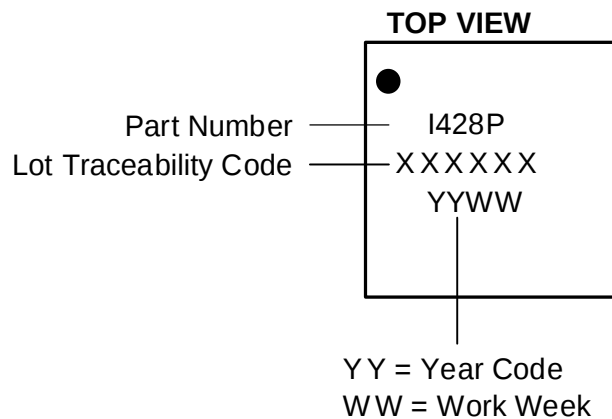 TOP VIEW
Part Number I428P
Lot Traceability Code XXXXXX
YYWW
YY = Year Code
WW = Work Week